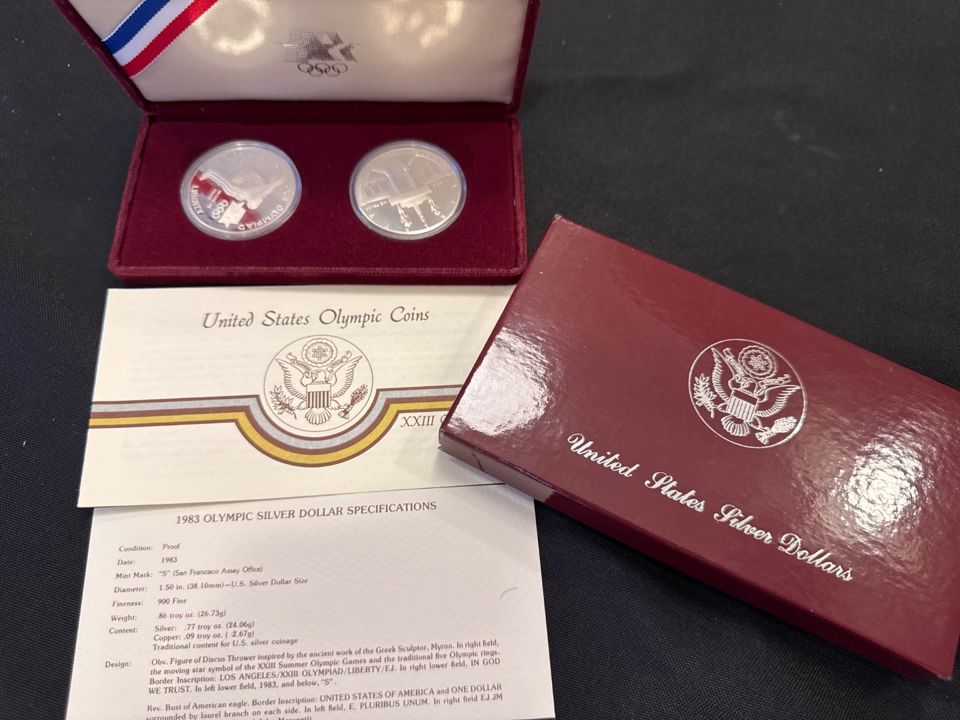 LIBERTY
OLYMPIAD
United States Olympic Coins
XXIII
United States Silver Dollars
1983 OLYMPIC SILVER DOLLAR SPECIFICATIONS
Condition: Proof
Date: 1983
Mint Mark: "S" (San Francisco Assay Office)
Diameter: 1.50 in. (38.10mm)—U.S. Silver Dollar Size
Fineness: 900 Fine
Weight: .86 troy oz. (26.73g)
Content: Silver: .77 troy oz. (24.06g)
Copper: .09 troy oz. ( 2.67g)
Traditional content for U.S. silver coinage
Design: Obv. Figure of Discus Thrower inspired by the ancient work of the Greek Sculptor, Myron. In right field,
the moving star symbol of the XXIII Summer Olympic Games and the traditional five Olympic rings.
Border Inscription: LOS ANGELES/XXIII OLYMPIAD/LIBERTY/EJ. In right lower field, IN GOD
WE TRUST. In left lower field, 1983, and below, "S".
Rev. Bust of American eagle. Border Inscription: UNITED STATES OF AMERICA and ONE DOLLAR
surrounded by laurel branch on each side. In left field, E. PLURIBUS UNUM. In right field EJ JM